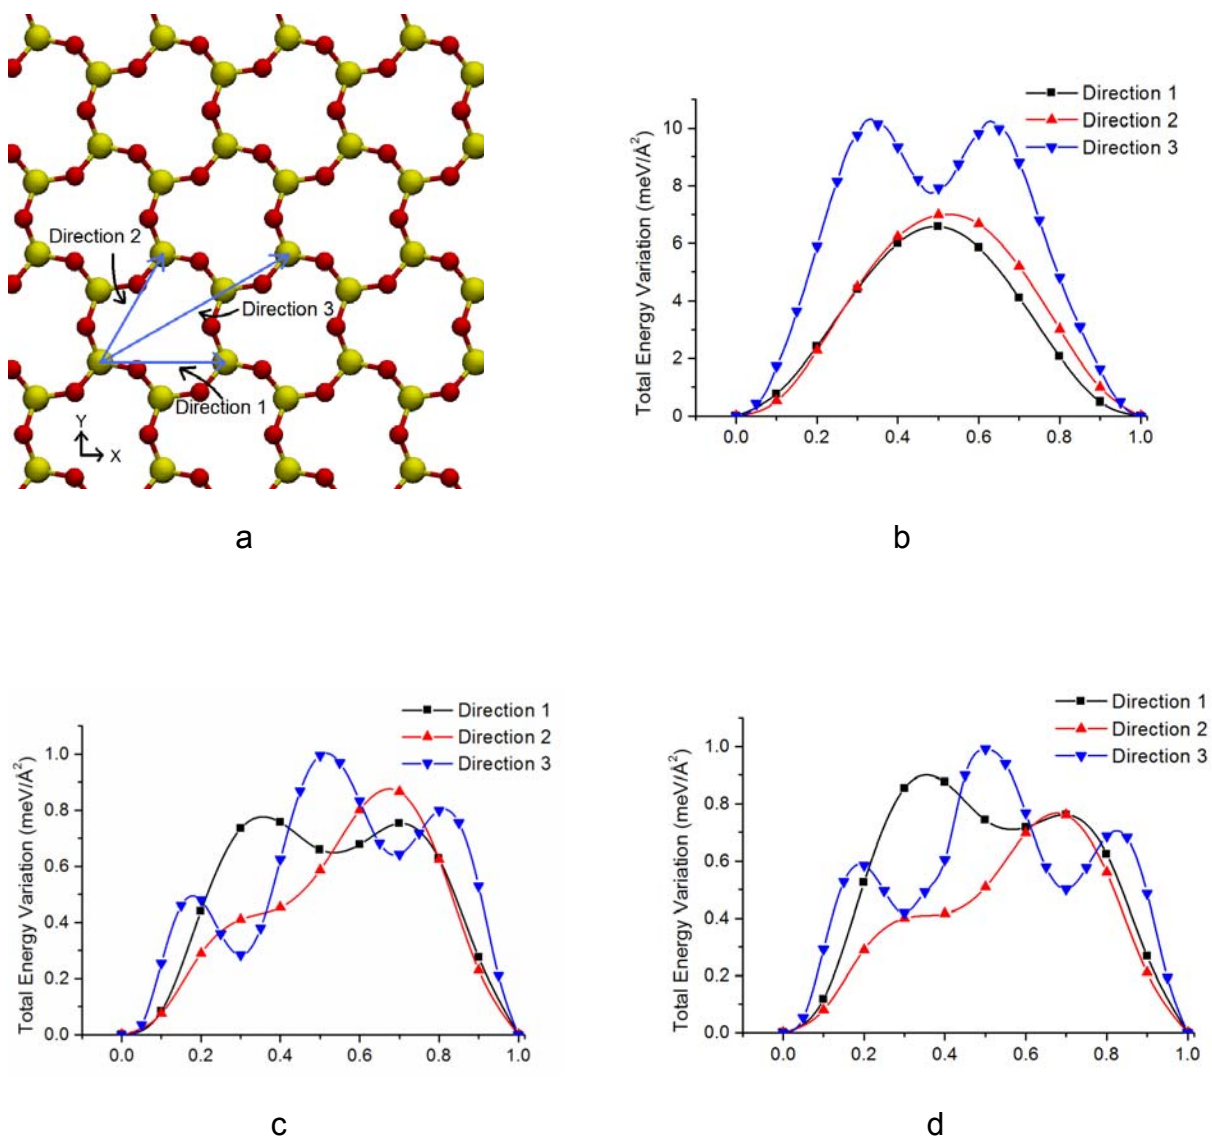 Direction 2
Direction 3
Direction 1
Y
X
a
Direction 1
Direction 2
Direction 3
Total Energy Variation (meV/Å²)
10
8
6
4
2
0
0.0 0.2 0.4 0.6 0.8 1.0
b
Direction 1
Direction 2
Direction 3
Total Energy Variation (meV/Å²)
1.0
0.8
0.6
0.4
0.2
0.0
0.0 0.2 0.4 0.6 0.8 1.0
c
Direction 1
Direction 2
Direction 3
Total Energy Variation (meV/Å²)
1.0
0.8
0.6
0.4
0.2
0.0
0.0 0.2 0.4 0.6 0.8 1.0
d